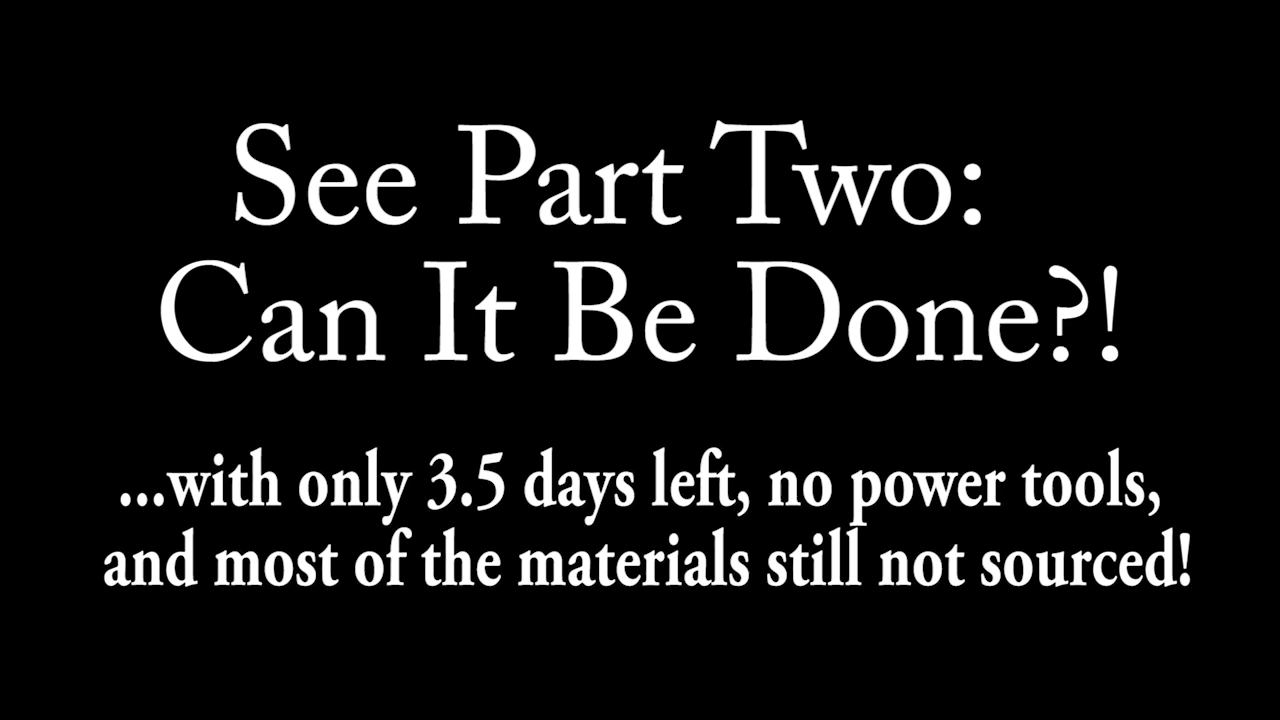 See Part Two:
Can It Be Done?!
...with only 3.5 days left, no power tools,
and most of the materials still not sourced!